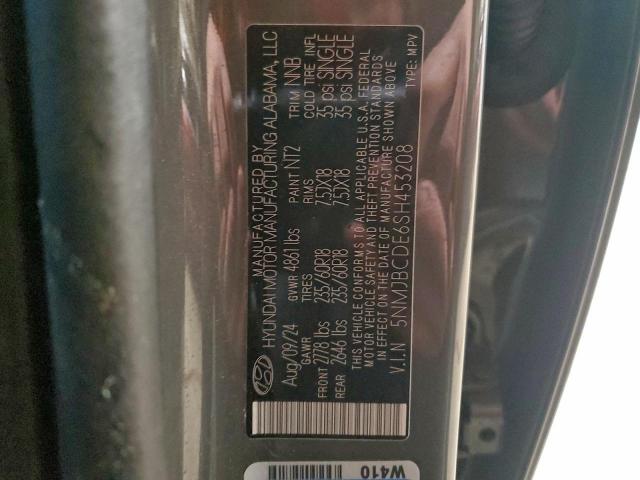 MANUFACTURED BY
HYUNDAI MOTOR MANUFACTURING ALABAMA, LLC
Aug/09/24 GVWR 4861 lbs PAINT NT2 TRIM NNB
GAWR TIRES RIMS COLD TIRE INFL
FRONT 2778 lbs 235/60R18 7.5JX18 35 psi SINGLE
REAR 2646 lbs 235/60R18 7.5JX18 35 psi SINGLE
THIS VEHICLE CONFORMS TO ALL APPLICABLE U.S.A. FEDERAL
MOTOR VEHICLE SAFETY AND THEFT PREVENTION STANDARDS
IN EFFECT ON THE DATE OF MANUFACTURE SHOWN ABOVE
V.I.N 5NMJBCDE6SH453208 TYPE: MPV
W410